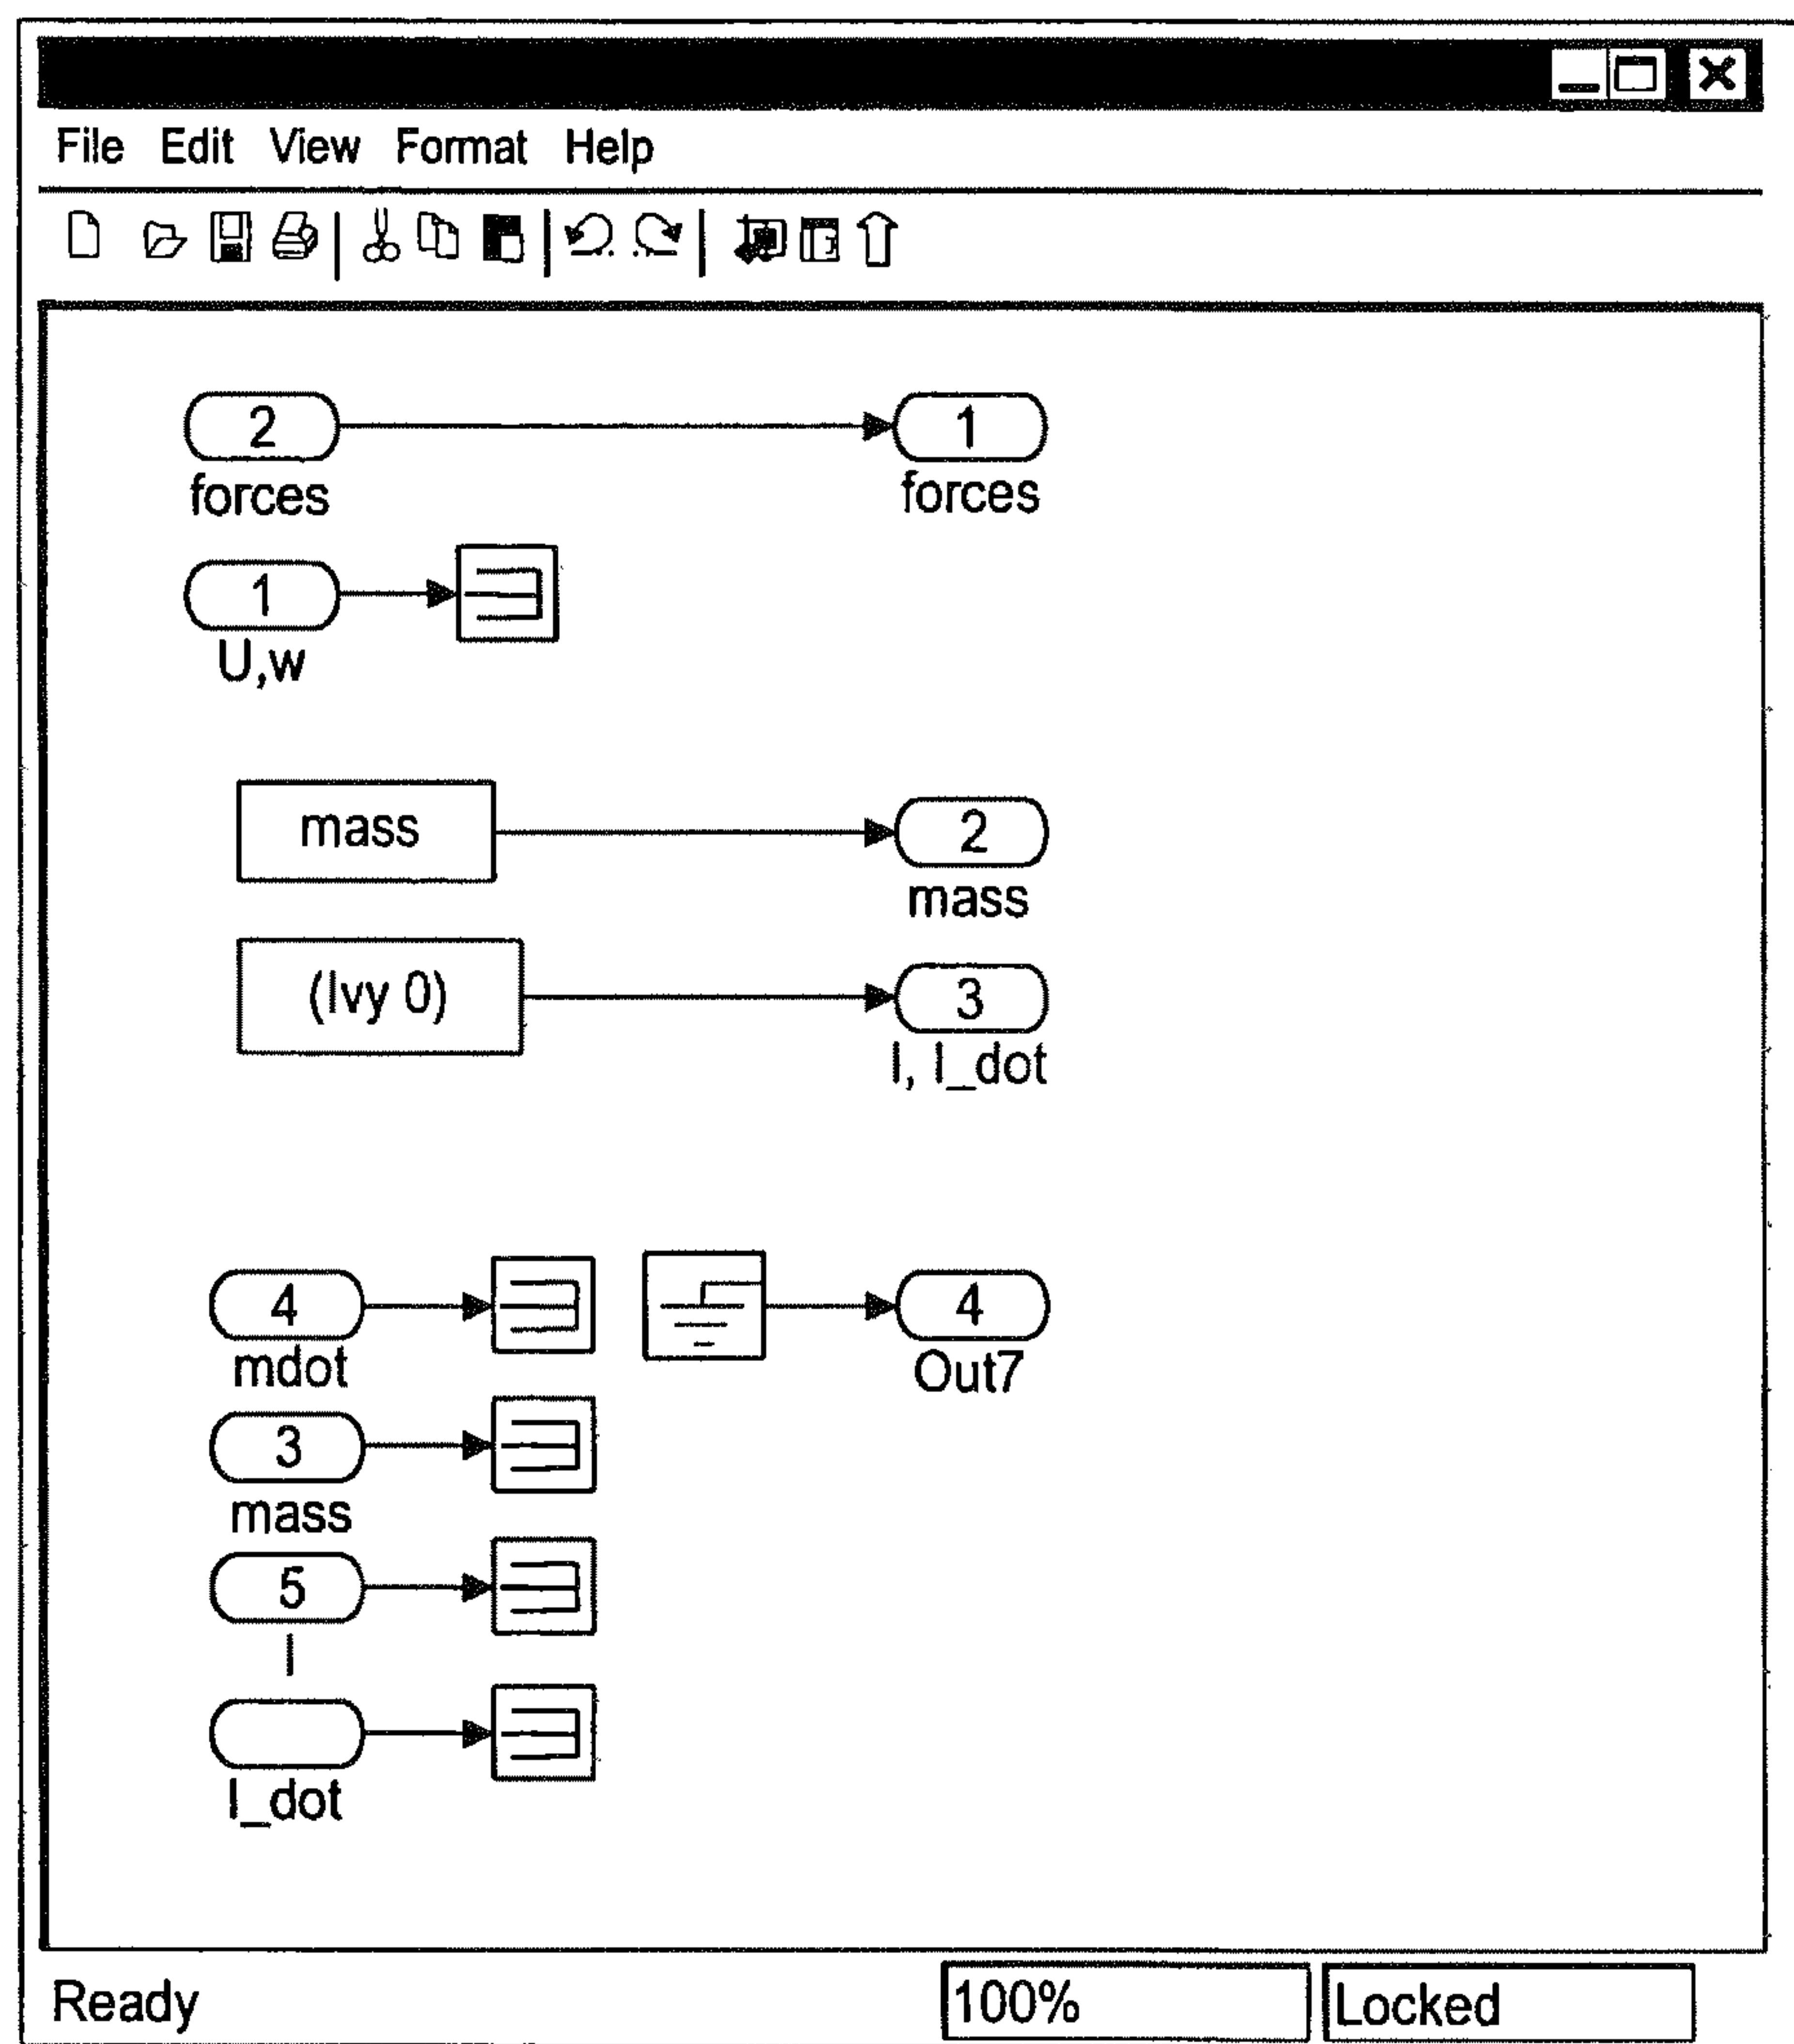 File Edit View Format Help
2 1
forces forces
1
U,w
mass 2
mass
(Ivy 0) 3
I, I_dot
4 4
mdot Out7
3
mass
5
I
I_dot
Ready 100% Locked